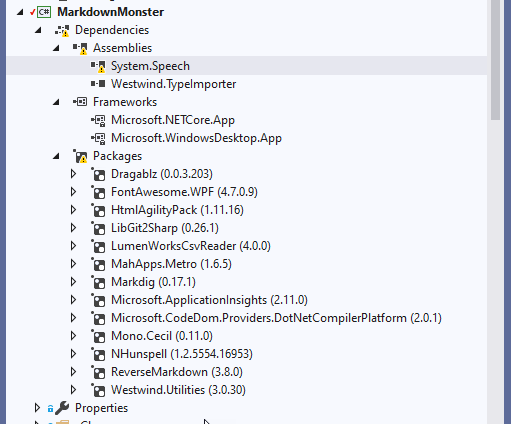 C# MarkdownMonster
Dependencies
Assemblies
System.Speech
Westwind.TypeImporter
Frameworks
Microsoft.NETCore.App
Microsoft.WindowsDesktop.App
Packages
Dragablz (0.0.3.203)
FontAwesome.WPF (4.7.0.9)
HtmlAgilityPack (1.11.16)
LibGit2Sharp (0.26.1)
LumenWorksCsvReader (4.0.0)
MahApps.Metro (1.6.5)
Markdig (0.17.1)
Microsoft.ApplicationInsights (2.11.0)
Microsoft.CodeDom.Providers.DotNetCompilerPlatform (2.0.1)
Mono.Cecil (0.11.0)
NHunspell (1.2.5554.16953)
ReverseMarkdown (3.8.0)
Westwind.Utilities (3.0.30)
Properties